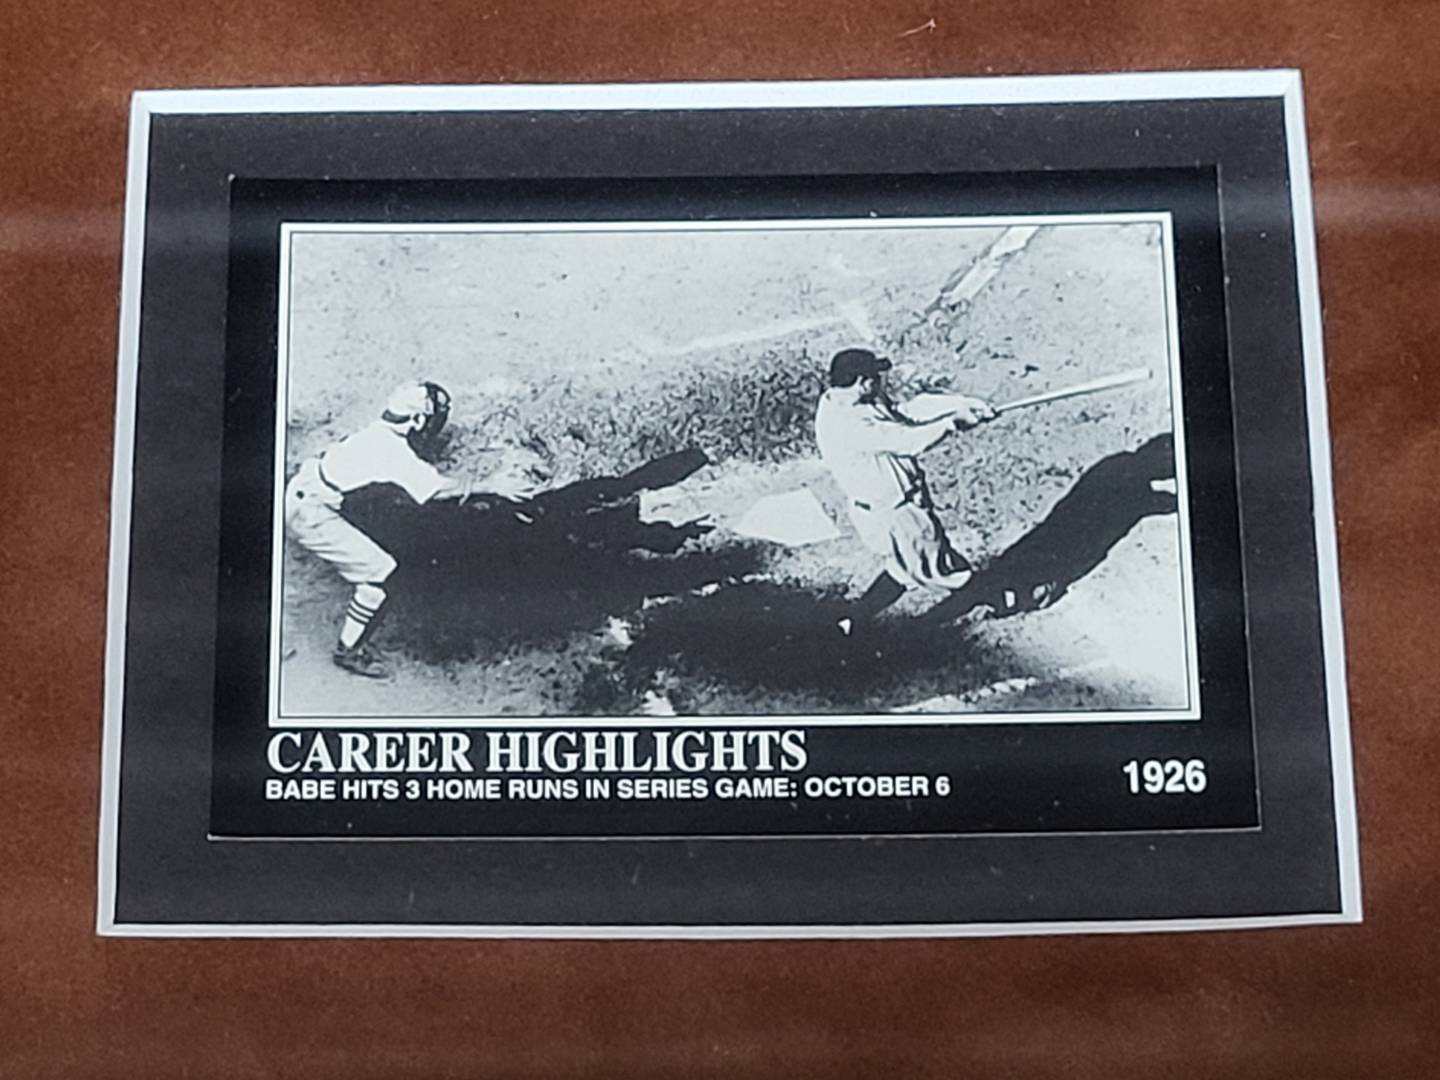 CAREER HIGHLIGHTS
BABE HITS 3 HOME RUNS IN SERIES GAME: OCTOBER 6
1926